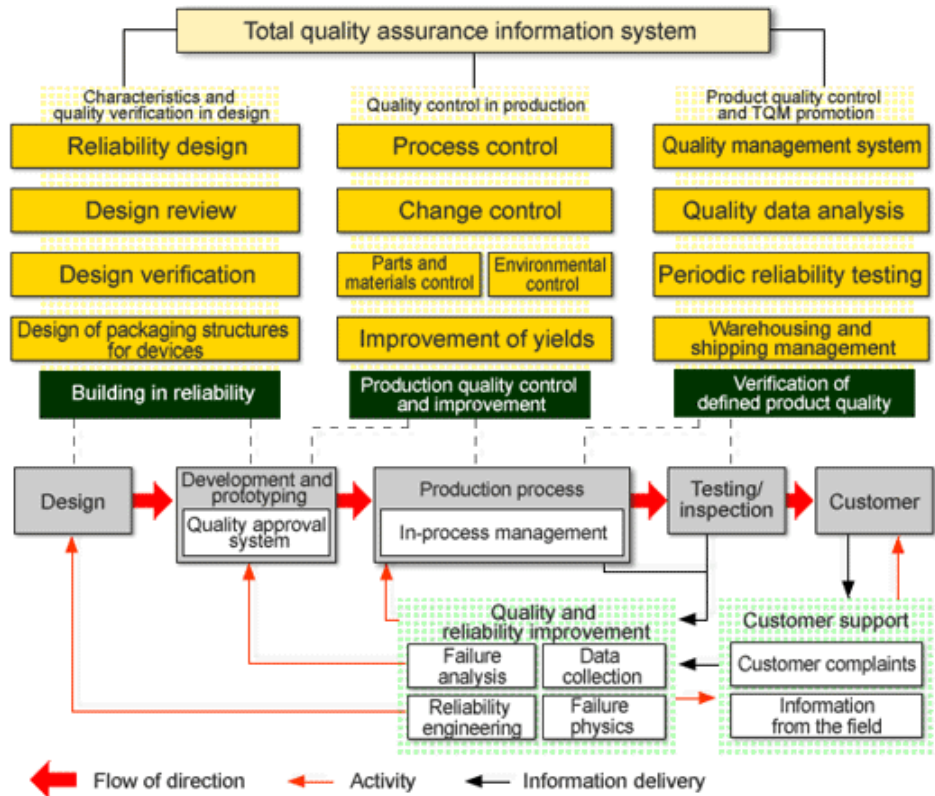 Total quality assurance information system
Characteristics and
quality verification in design
Quality control in production
Product quality control
and TQM promotion
Reliability design
Process control
Quality management system
Design review
Change control
Quality data analysis
Design verification
Parts and
materials control
Environmental
control
Periodic reliability testing
Design of packaging structures
for devices
Improvement of yields
Warehousing and
shipping management
Building in reliability
Production quality control
and improvement
Verification of
defined product quality
Design
Development and
prototyping
Quality approval
system
Production process
In-process management
Testing/
inspection
Customer
Quality and
reliability improvement
Failure
analysis
Data
collection
Reliability
engineering
Failure
physics
Customer support
Customer complaints
Information
from the field
Flow of direction
Activity
Information delivery